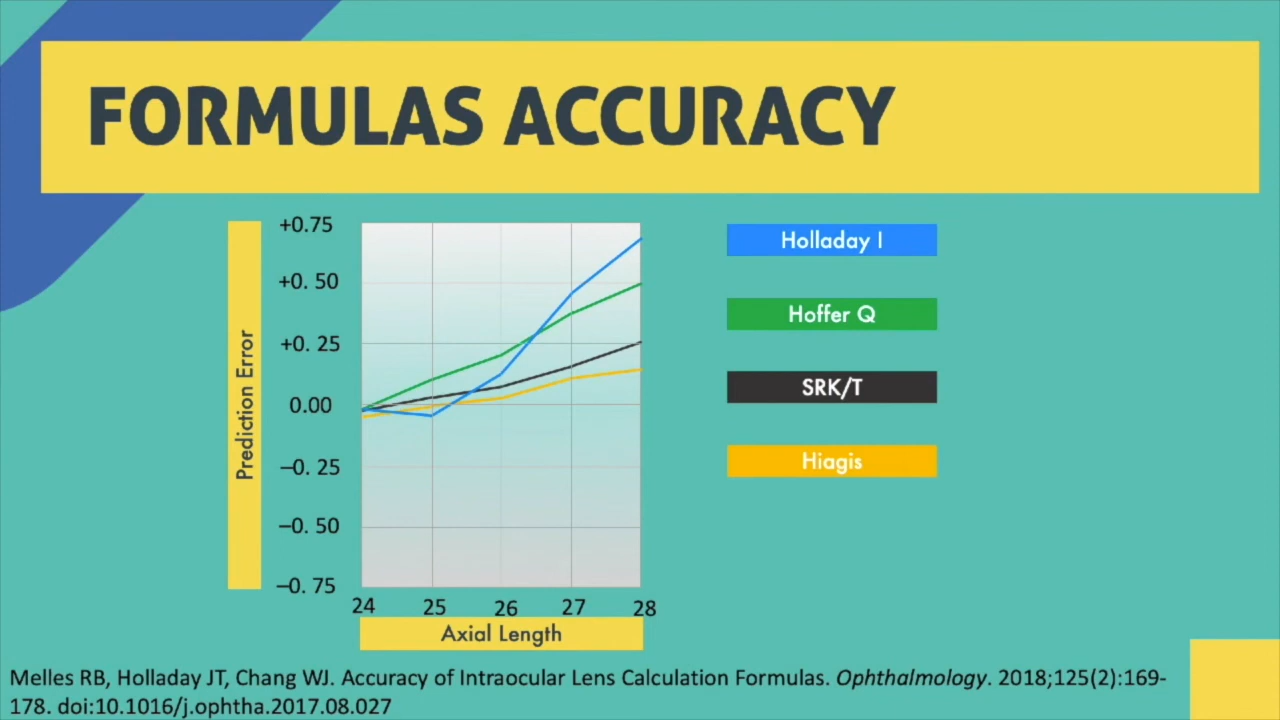 FORMULAS ACCURACY
+0.75
+0. 50
+0. 25
0.00
–0. 25
–0. 50
–0. 75
Prediction Error
24 25 26 27 28
Axial Length
Holladay I
Hoffer Q
SRK/T
Hiagis
Melles RB, Holladay JT, Chang WJ. Accuracy of Intraocular Lens Calculation Formulas. Ophthalmology. 2018;125(2):169-
178. doi:10.1016/j.ophtha.2017.08.027